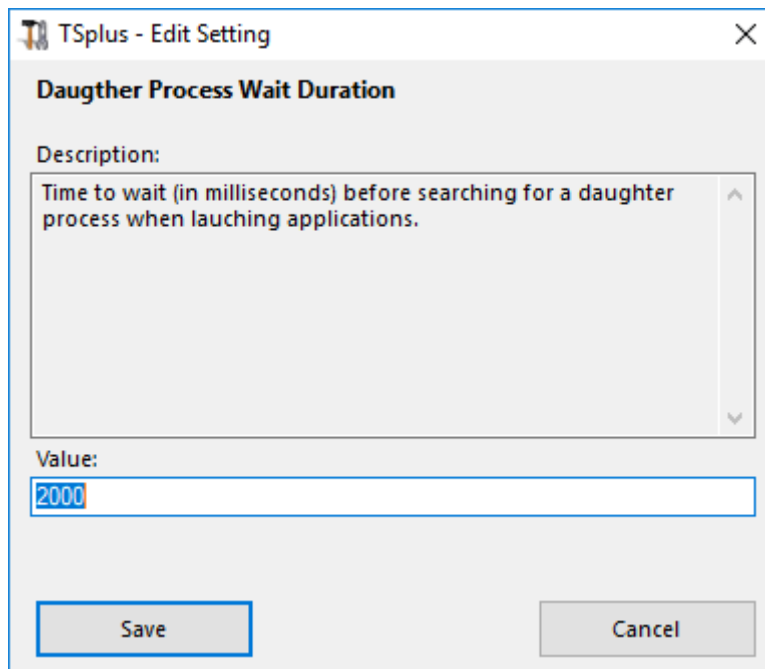 TSplus - Edit Setting
Daugther Process Wait Duration
Description:
Time to wait (in milliseconds) before searching for a daughter
process when lauching applications.
Value:
2000
Save
Cancel